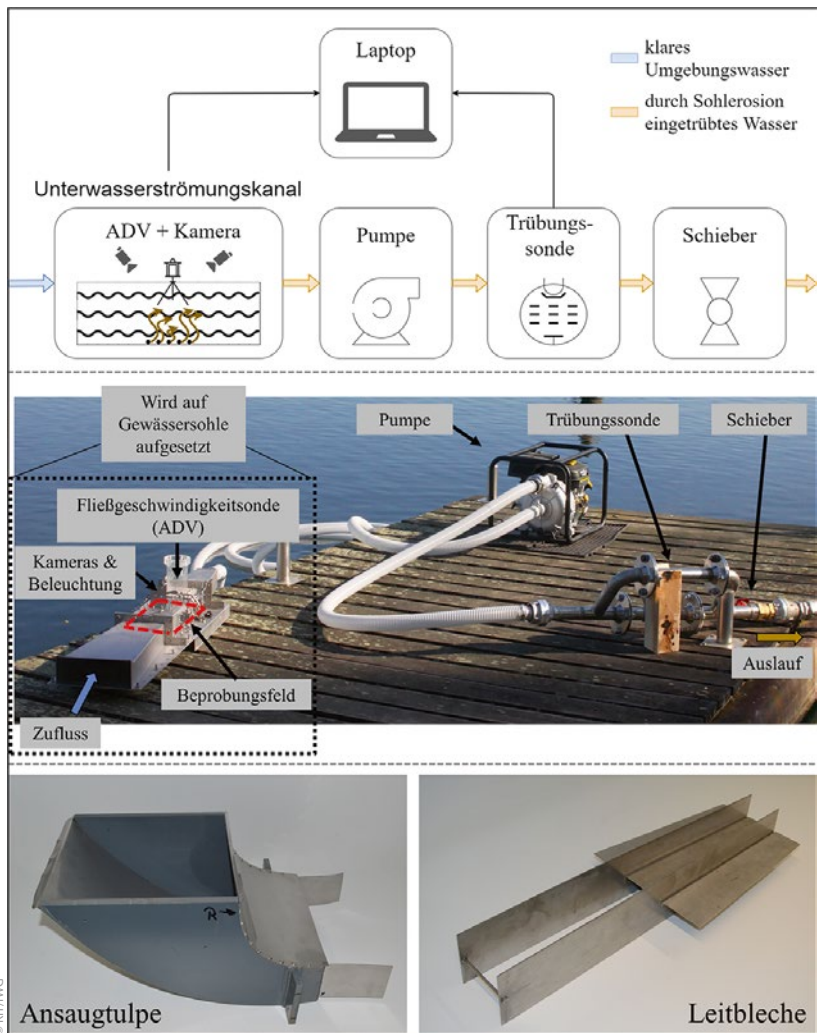 Laptop
klares
Umgebungswasser
durch Sohlerosion
eingetrübtes Wasser
Unterwasserströmungskanal
ADV + Kamera
Pumpe
Trübungs-
sonde
Schieber
Wird auf
Gewässersohle
aufgesetzt
Pumpe
Trübungssonde
Schieber
Fließgeschwindigkeitsonde
(ADV)
Kameras &
Beleuchtung
Beprobungsfeld
Auslauf
Zufluss
R
Ansaugtulpe
Leitbleche